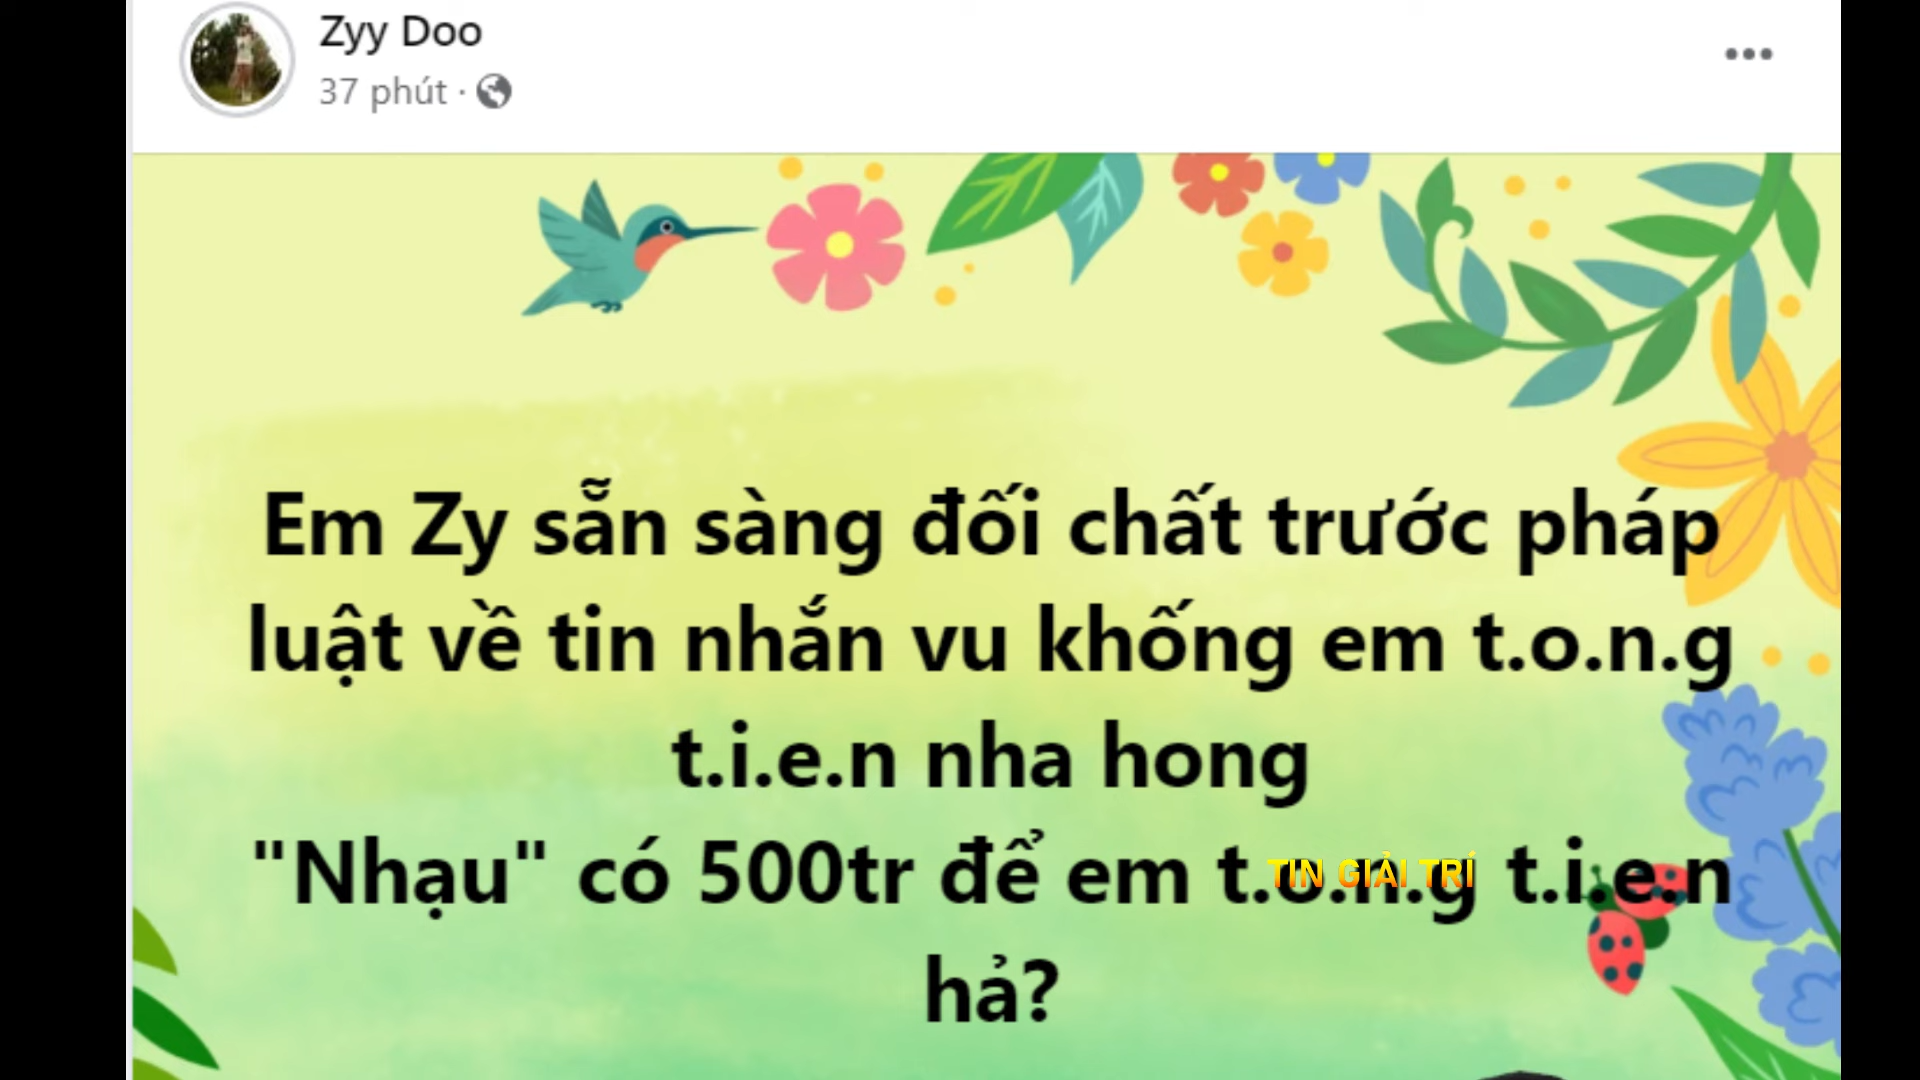 Zyy Doo
37 phút ·
Em Zy sẵn sàng đối chất trước pháp
luật về tin nhắn vu khống em t.o.n.g
t.i.e.n nha hong
"Nhạu" có 500tr để em t.o.n.g t.i.e.n
TIN GIẢI TRÍ
hả?